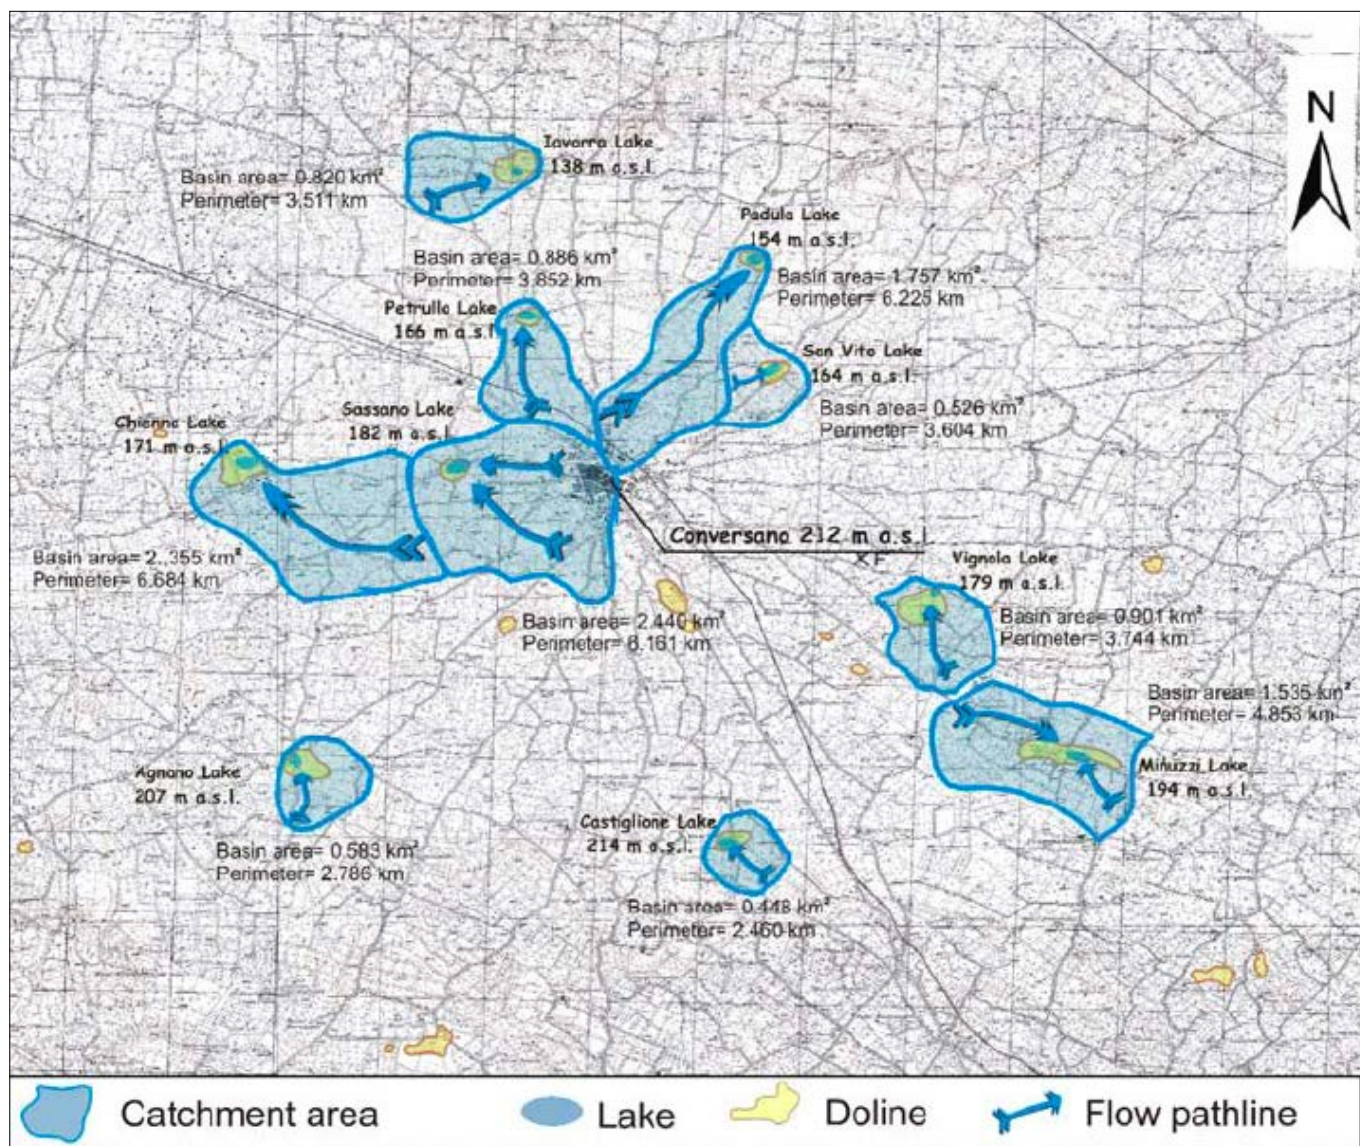 N
Iavarra Lake
138 m a.s.l.
Basin area= 0.820 km²
Perimeter= 3.511 km
Padula Lake
154 m a.s.l.
Basin area= 0.886 km²
Perimeter= 3.852 km
Basin area= 1.757 km²
Perimeter= 6.225 km
Petrullo Lake
166 m a.s.l.
San Vito Lake
164 m a.s.l.
Basin area= 0.526 km²
Perimeter= 3.604 km
Sassano Lake
182 m a.s.l.
Chienna Lake
171 m a.s.l.
Conversano 212 m a.s.l.
Basin area= 2..355 km²
Perimeter= 6.684 km
Vignola Lake
179 m a.s.l.
Basin area= 2.440 km²
Perimeter= 6.161 km
Basin area= 0.901 km²
Perimeter= 3.744 km
Basin area= 1.535 km²
Perimeter= 4.853 km
Agnano Lake
207 m a.s.l.
Minuzzi Lake
194 m a.s.l.
Castiglione Lake
214 m a.s.l.
Basin area= 0.583 km²
Perimeter= 2.786 km
Basin area= 0.448 km²
Perimeter= 2.460 km
Catchment area
Lake
Doline
Flow pathline